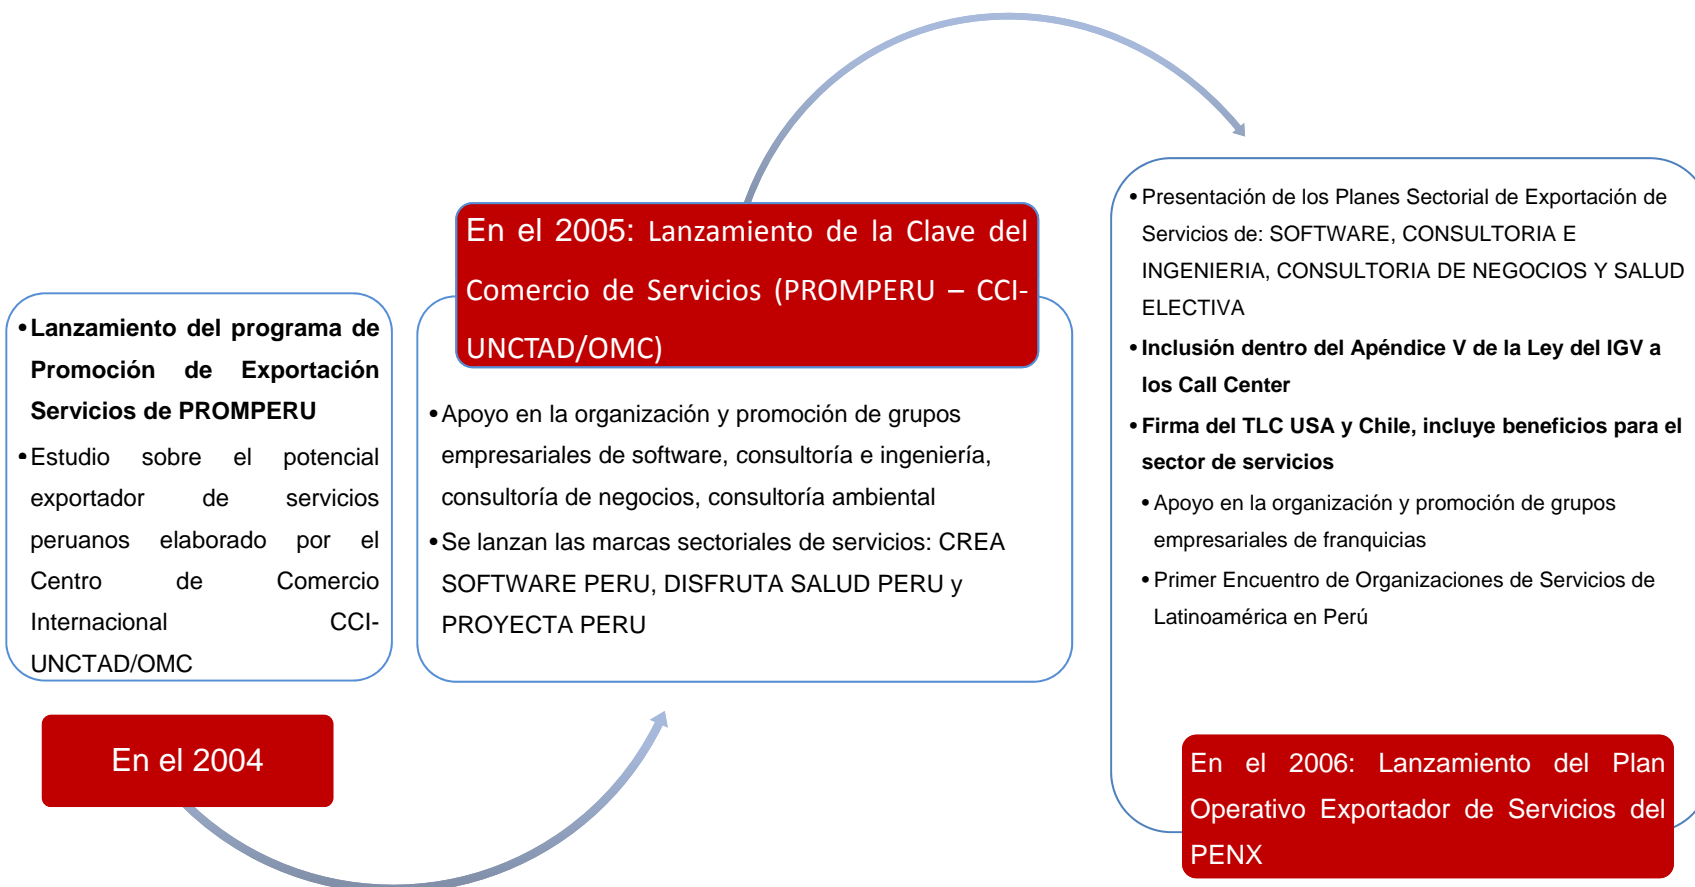 •Lanzamiento del programa de
Promoción de Exportación
Servicios de PROMPERU
•Estudio sobre el potencial
exportador de servicios
peruanos elaborado por el
Centro de Comercio
Internacional CCI-
UNCTAD/OMC
En el 2004
En el 2005: Lanzamiento de la Clave del
Comercio de Servicios (PROMPERU – CCI-
UNCTAD/OMC)
•Apoyo en la organización y promoción de grupos
empresariales de software, consultoría e ingeniería,
consultoría de negocios, consultoría ambiental
•Se lanzan las marcas sectoriales de servicios: CREA
SOFTWARE PERU, DISFRUTA SALUD PERU y
PROYECTA PERU
•Presentación de los Planes Sectorial de Exportación de
Servicios de: SOFTWARE, CONSULTORIA E
INGENIERIA, CONSULTORIA DE NEGOCIOS Y SALUD
ELECTIVA
•Inclusión dentro del Apéndice V de la Ley del IGV a
los Call Center
•Firma del TLC USA y Chile, incluye beneficios para el
sector de servicios
•Apoyo en la organización y promoción de grupos
empresariales de franquicias
•Primer Encuentro de Organizaciones de Servicios de
Latinoamérica en Perú
En el 2006: Lanzamiento del Plan
Operativo Exportador de Servicios del
PENX